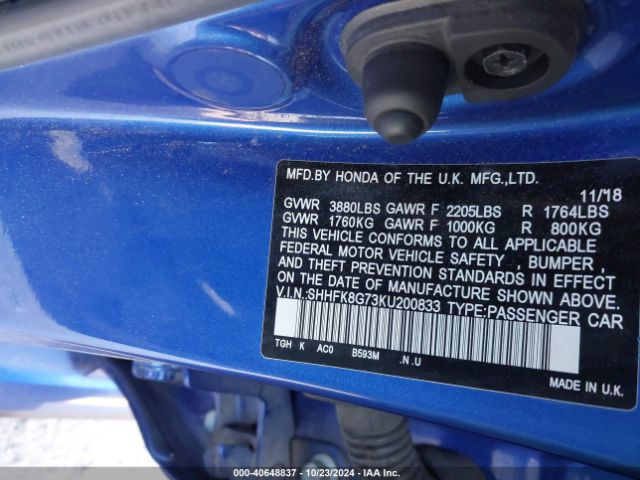 MFD.BY HONDA OF THE U.K. MFG.,LTD.
11/18
GVWR 3880LBS GAWR F 2205LBS R 1764LBS
GVWR 1760KG GAWR F 1000KG R 800KG
THIS VEHICLE CONFORMS TO ALL APPLICABLE
FEDERAL MOTOR VEHICLE SAFETY , BUMPER ,
AND THEFT PREVENTION STANDARDS IN EFFECT
ON THE DATE OF MANUFACTURE SHOWN ABOVE.
V.I.N.:SHHFK8G73KU200833 TYPE:PASSENGER CAR
TGH K AC0 B593M .N.U
MADE IN U.K.
000-40648837 - 10/23/2024 - IAA Inc.